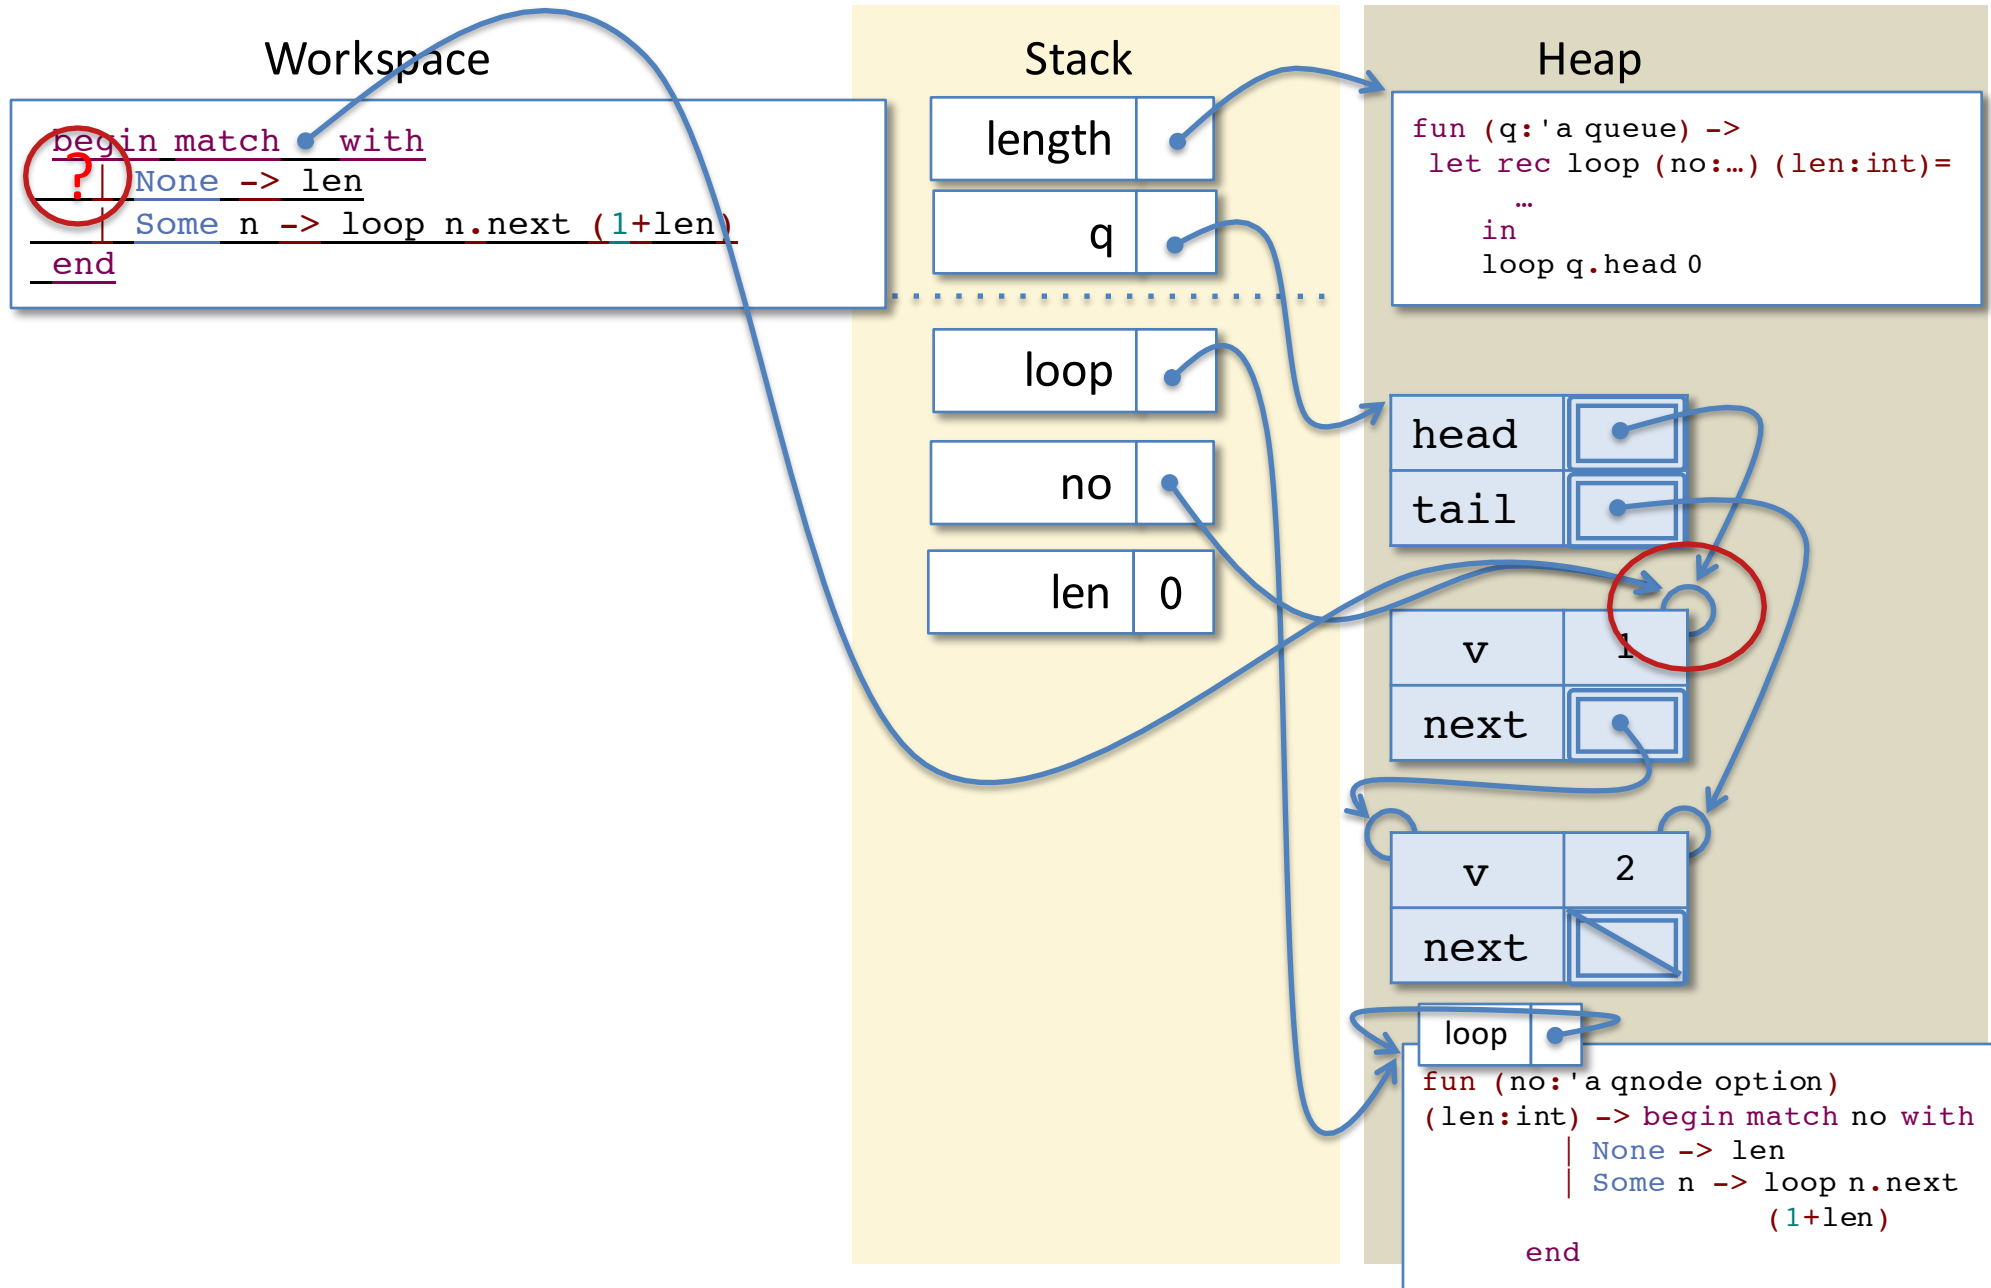 Workspace
begin match with
? | None -> len
| Some n -> loop n.next (1+len)
end
Stack
length
q
loop
no
len 0
Heap
fun (q:'a queue) ->
let rec loop (no:…) (len:int)=
…
in
loop q.head 0
head
tail
v 1
next
v 2
next
loop
fun (no:'a qnode option)
(len:int) -> begin match no with
| None -> len
| Some n -> loop n.next
(1+len)
end